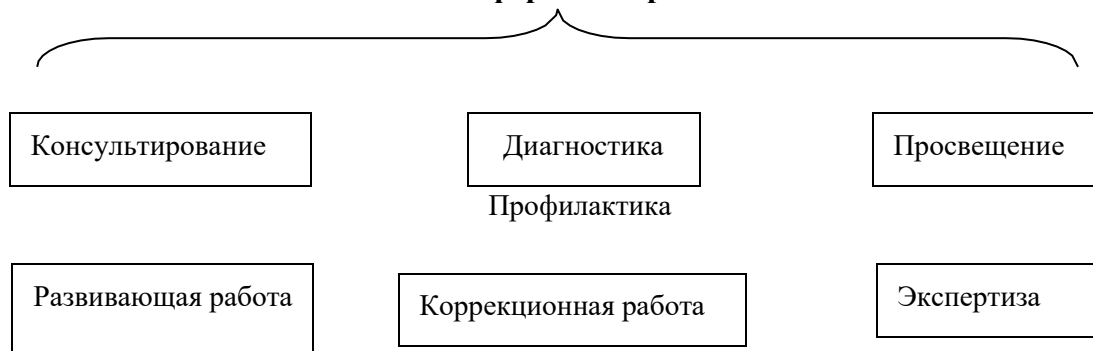 Консультирование
Диагностика
Просвещение
Профилактика
Развивающая работа
Коррекционная работа
Экспертиза